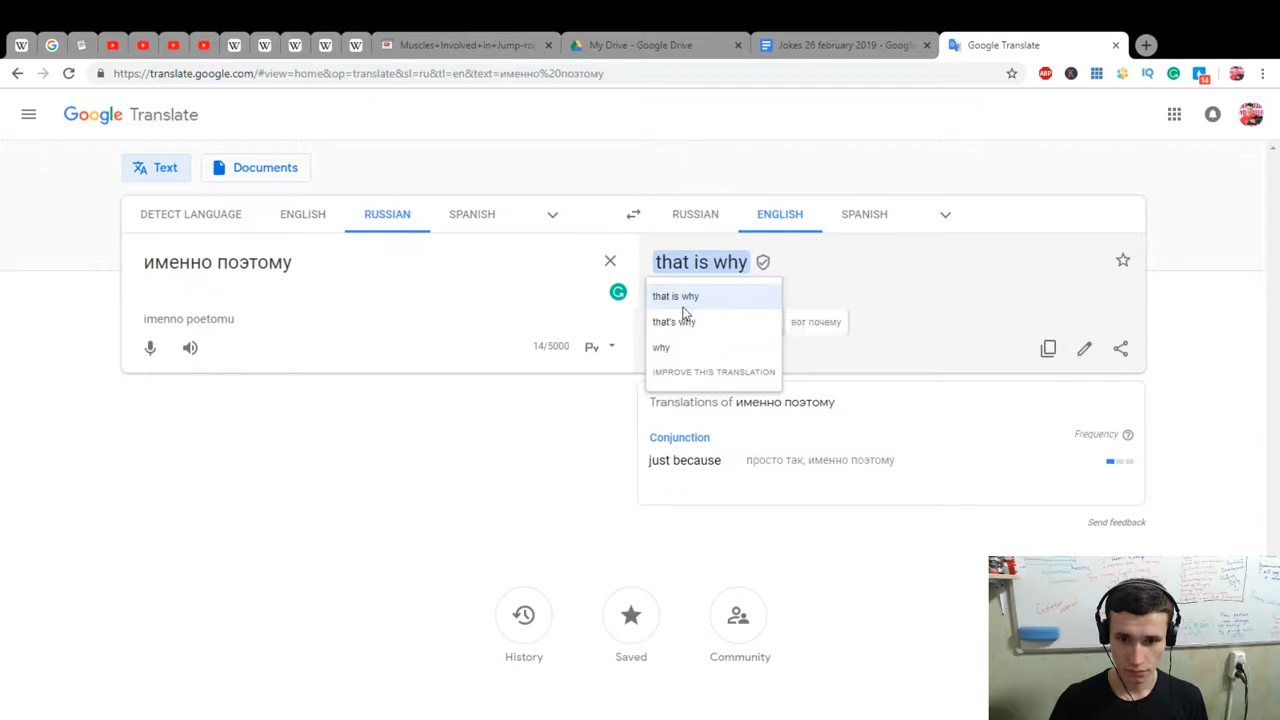 Muscles+Involved+in+Jump-ro
My Drive - Google Drive
Jokes 26 february 2019 - Google
Google Translate
https://translate.google.com/#view=home&op=translate&sl=ru&tl=en&text=именно%20поэтому
ABP
K
IQ
14
Google Translate
Text
Documents
DETECT LANGUAGE ENGLISH RUSSIAN SPANISH
RUSSIAN ENGLISH SPANISH
именно поэтому
that is why
that is why
imenno poetomu
that's why
вот почему
14/5000
why
IMPROVE THIS TRANSLATION
Translations of именно поэтому
Conjunction
Frequency
just because
просто так, именно поэтому
Send feedback
History
Saved
Community